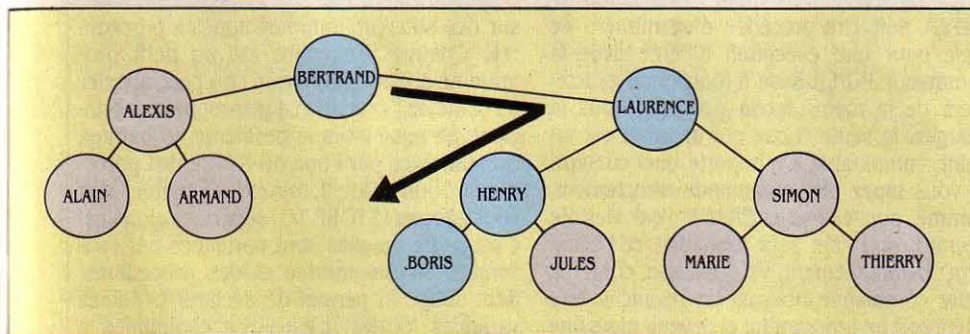 BERTRAND
ALEXIS
LAURENCE
ALAIN
ARMAND
HENRY
SIMON
BORIS
JULES
MARIE
THIERRY